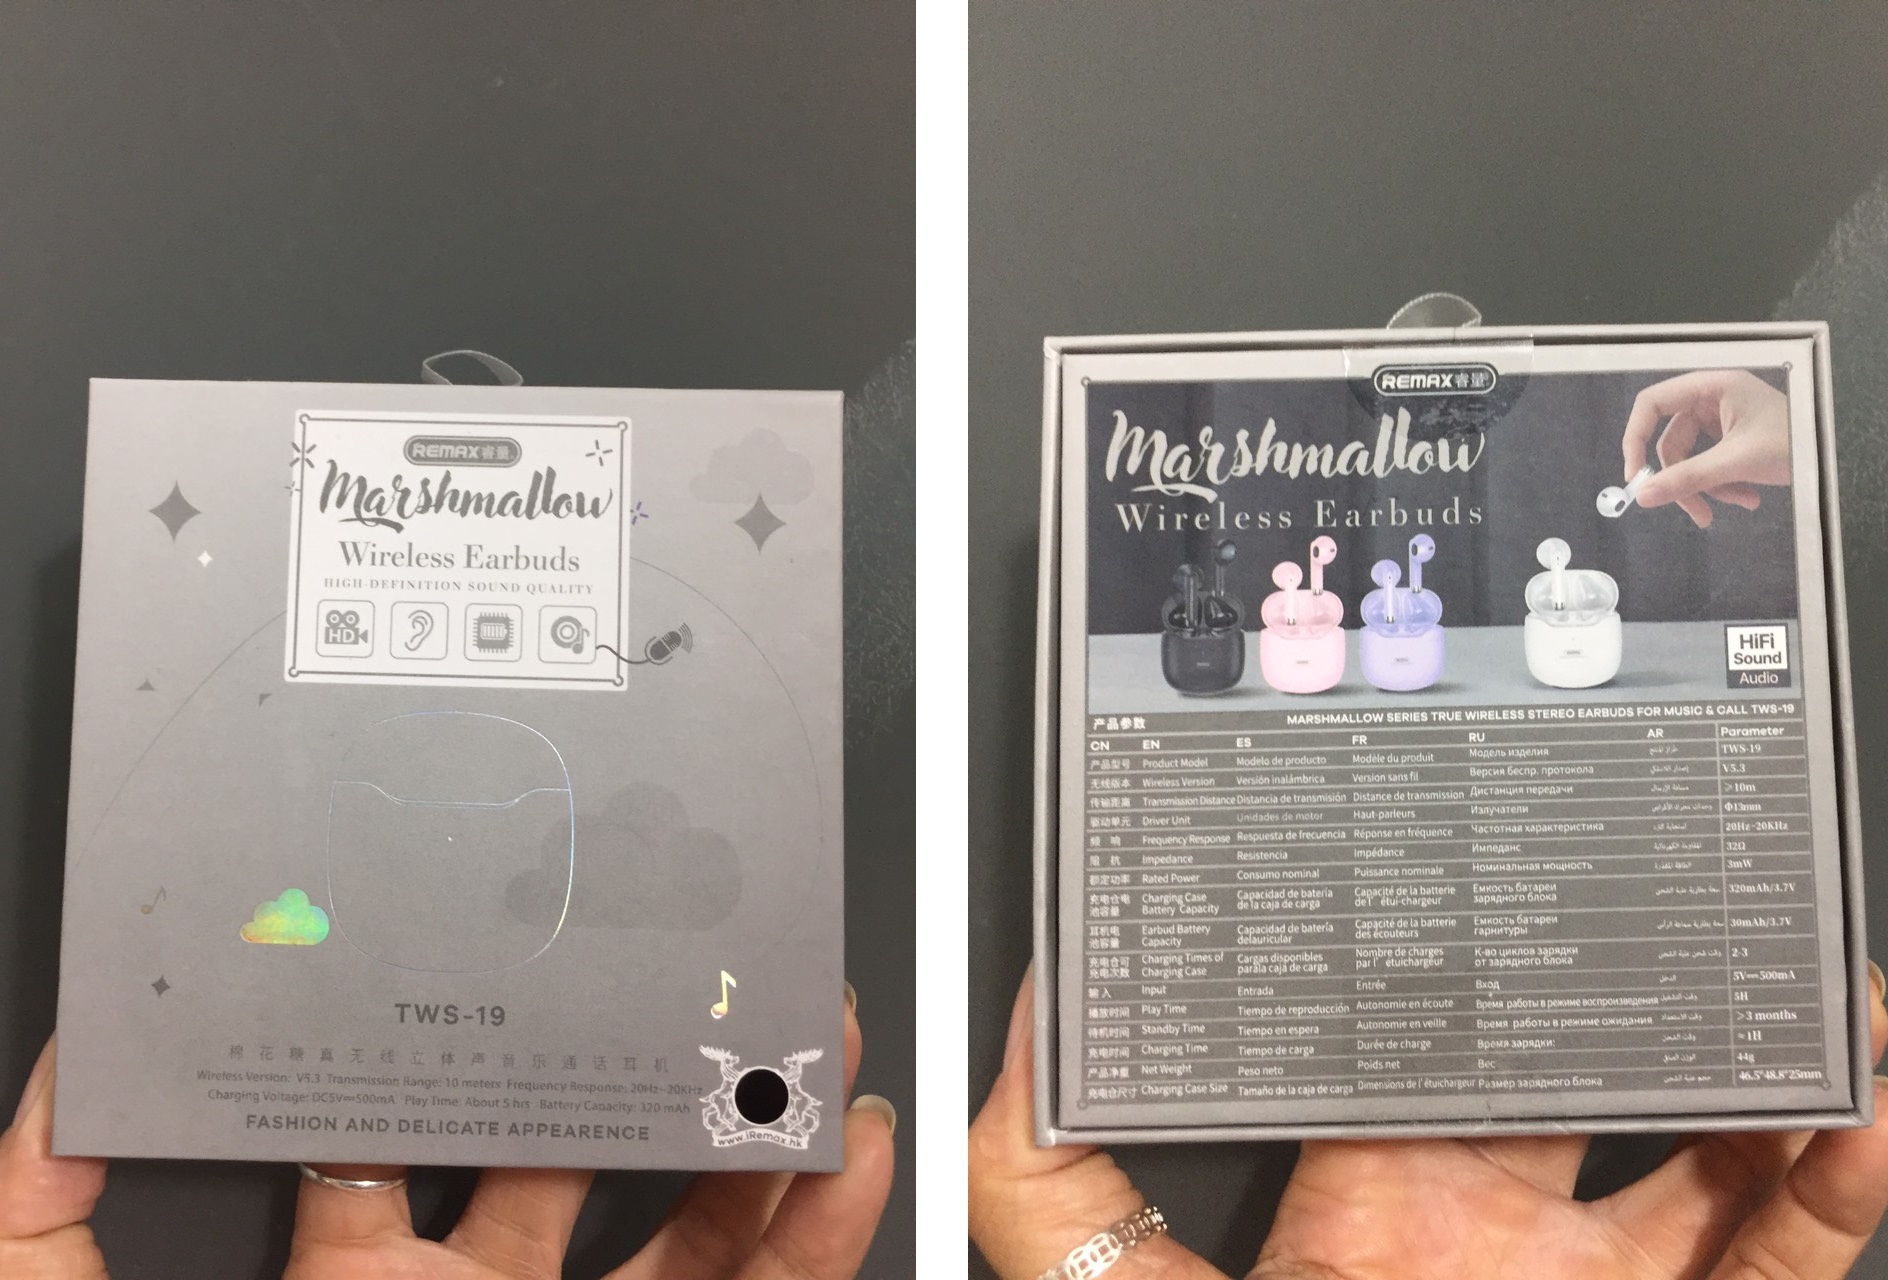 REMAX睿量
Marshmallow
Wireless Earbuds
HIGH-DEFINITION SOUND QUALITY
HD
TWS-19
棉花糖真无线立体声音乐通话耳机
Wireless Version: V5.3 Transmission Range: 10 meters Frequency Response: 20Hz-20KHz
Charging Voltage: DC5V⎓500mA Play Time: About 5 hrs Battery Capacity: 320 mAh
FASHION AND DELICATE APPEARENCE
www.iRemax.hk
REMAX睿量
Marshmallow
Wireless Earbuds
HiFi
Sound
Audio
产品参数 MARSHMALLOW SERIES TRUE WIRELESS STEREO EARBUDS FOR MUSIC & CALL TWS-19
CN EN ES FR RU AR Parameter
产品型号 Product Model Modelo de producto Modèle du produit Модель изделия TWS-19
无线版本 Wireless Version Versión inalámbrica Version sans fil Версия беспр. протокола V5.3
传输距离 Transmission Distance Distancia de transmisión Distance de transmission Дистанция передачи مسافة الإرسال ≥10m
驱动单元 Driver Unit Unidades de motor Haut-parleurs Излучатели Φ13mm
频响 Frequency Response Respuesta de frecuencia Réponse en fréquence Частотная характеристика 20Hz-20KHz
阻抗 Impedance Resistencia Impédance Импеданс 32Ω
额定功率 Rated Power Consumo nominal Puissance nominale Номинальная мощность 3mW
充电仓电池容量 Charging Case Battery Capacity Capacidad de batería de la caja de carga Capacité de la batterie de l'étui-chargeur Емкость батареи зарядного блока 320mAh/3.7V
耳机电池容量 Earbud Battery Capacity Capacidad de batería delauricular Capacité de la batterie des écouteurs Емкость батареи гарнитуры 30mAh/3.7V
充电仓可充电次数 Charging Times of Charging Case Cargas disponibles parala caja de carga Nombre de charges par l'étuichargeur К-во циклов зарядки от зарядного блока 2-3
输入 Input Entrada Entrée Вход 5V⎓500mA
播放时间 Play Time Tiempo de reproducción Autonomie en écoute Время работы в режиме воспроизведения وقت التشغيل 5H
待机时间 Standby Time Tiempo en espera Autonomie en veille Время работы в режиме ожидания وقت الاستعداد >3 months
充电时间 Charging Time Tiempo de carga Durée de charge Время зарядки: وقت الشحن ≈1H
产品净重 Net Weight Peso neto Poids net Вес الوزن الصافي 44g
充电仓尺寸 Charging Case Size Tamaño de la caja de carga Dimensions de l'étuichargeur Размер зарядного блока 46.5*48.8*25mm